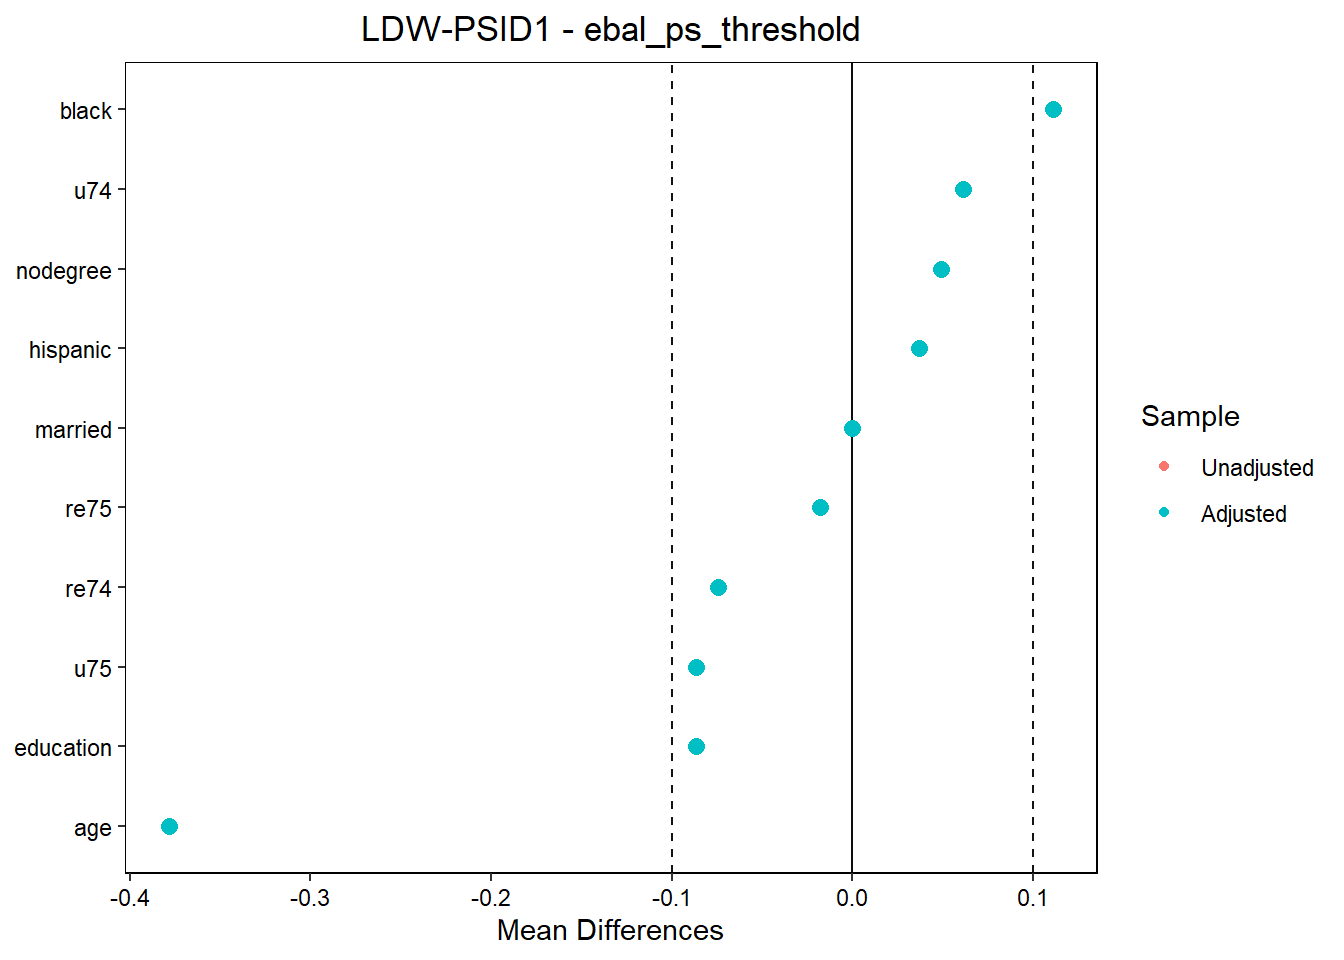 LDW-PSID1 - ebal_ps_threshold
black
u74
nodegree
hispanic
married
re75
re74
u75
education
age
-0.4 -0.3 -0.2 -0.1 0.0 0.1
Mean Differences
Sample
Unadjusted
Adjusted